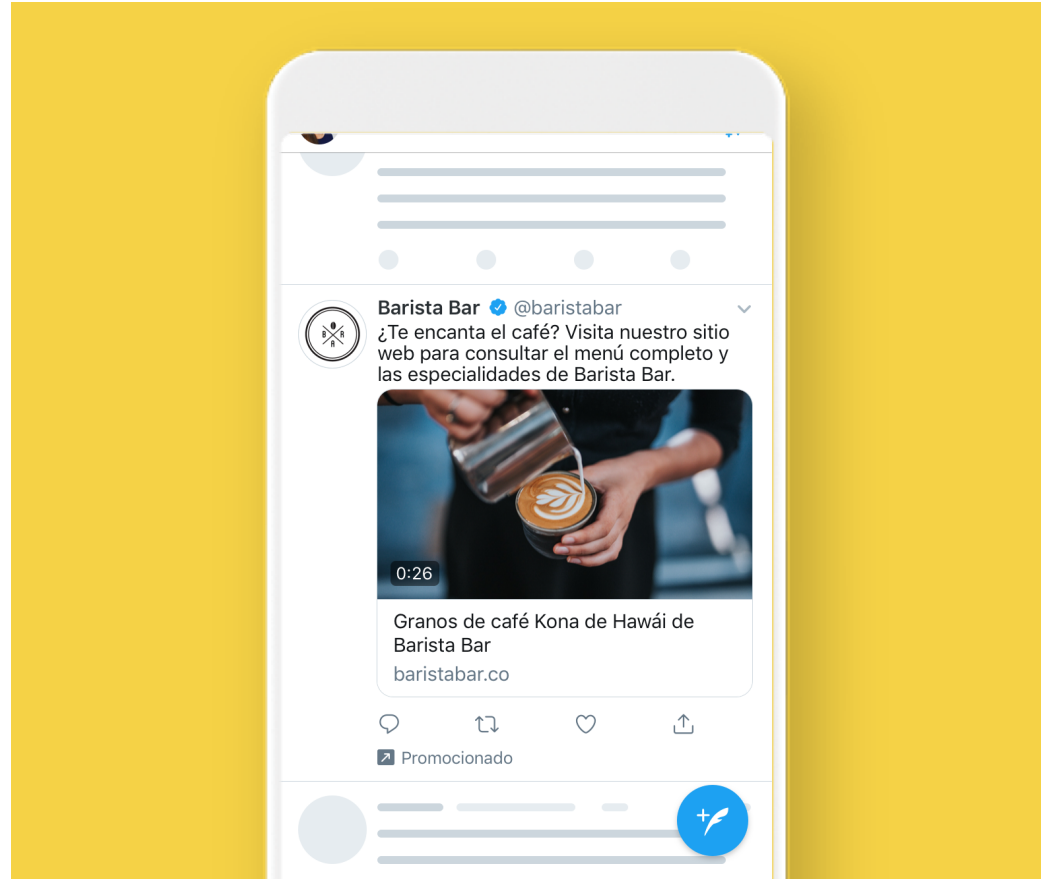 Barista Bar @baristabar
¿Te encanta el café? Visita nuestro sitio
web para consultar el menú completo y
las especialidades de Barista Bar.
B A R A
0:26
Granos de café Kona de Hawái de
Barista Bar
baristabar.co
Promocionado